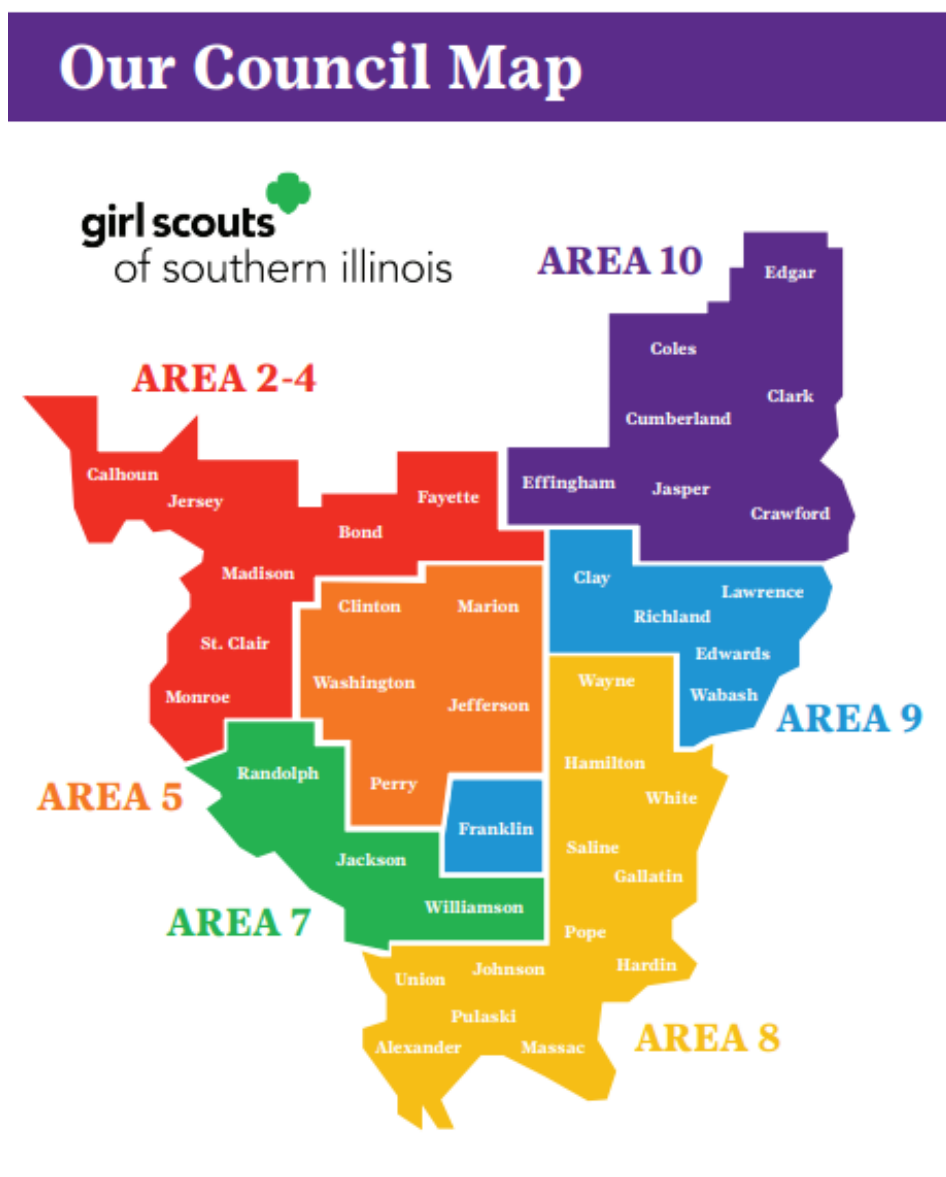 Our Council Map
girl scouts
of southern illinois
AREA 10
Edgar
Coles
Clark
Cumberland
Effingham
Jasper
Crawford
AREA 2-4
Calhoun
Jersey
Fayette
Bond
Madison
St. Clair
Monroe
Clinton
Marion
Washington
Jefferson
Perry
AREA 5
Clay
Lawrence
Richland
Edwards
Wabash
AREA 9
Franklin
Randolph
Jackson
Williamson
AREA 7
Wayne
Hamilton
White
Saline
Gallatin
Pope
Hardin
Johnson
Union
Pulaski
Alexander
Massac
AREA 8